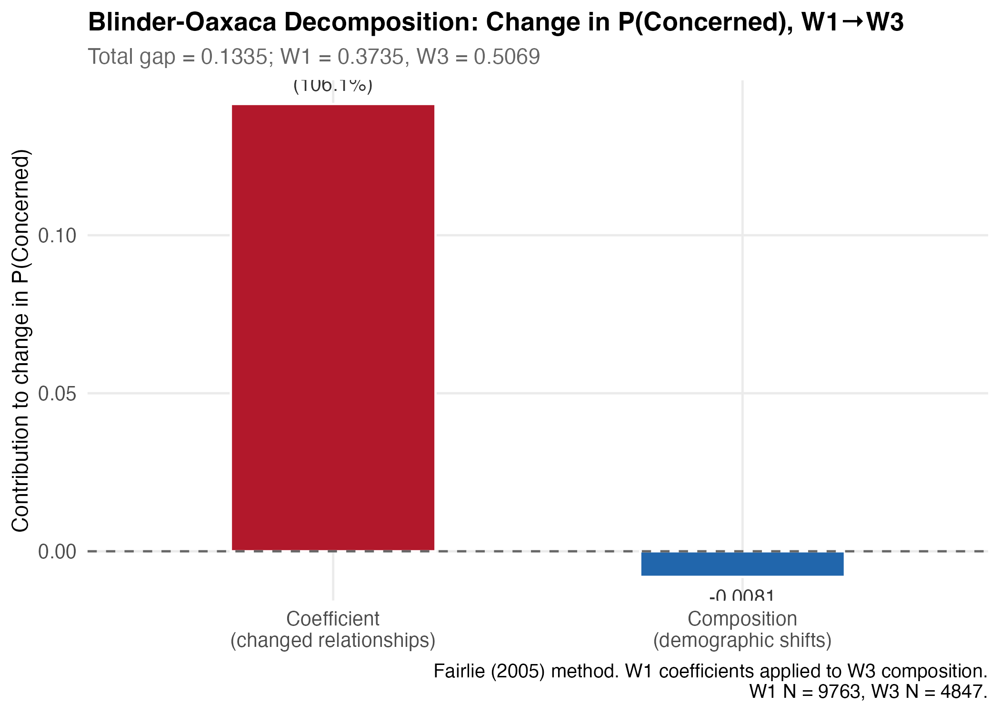 Blinder-Oaxaca Decomposition: Change in P(Concerned), W1→W3
Total gap = 0.1335; W1 = 0.3735, W3 = 0.5069
(106.1%)
Contribution to change in P(Concerned)
0.10
0.05
0.00
-0.0081
Coefficient
(changed relationships)
Composition
(demographic shifts)
Fairlie (2005) method. W1 coefficients applied to W3 composition.
W1 N = 9763, W3 N = 4847.